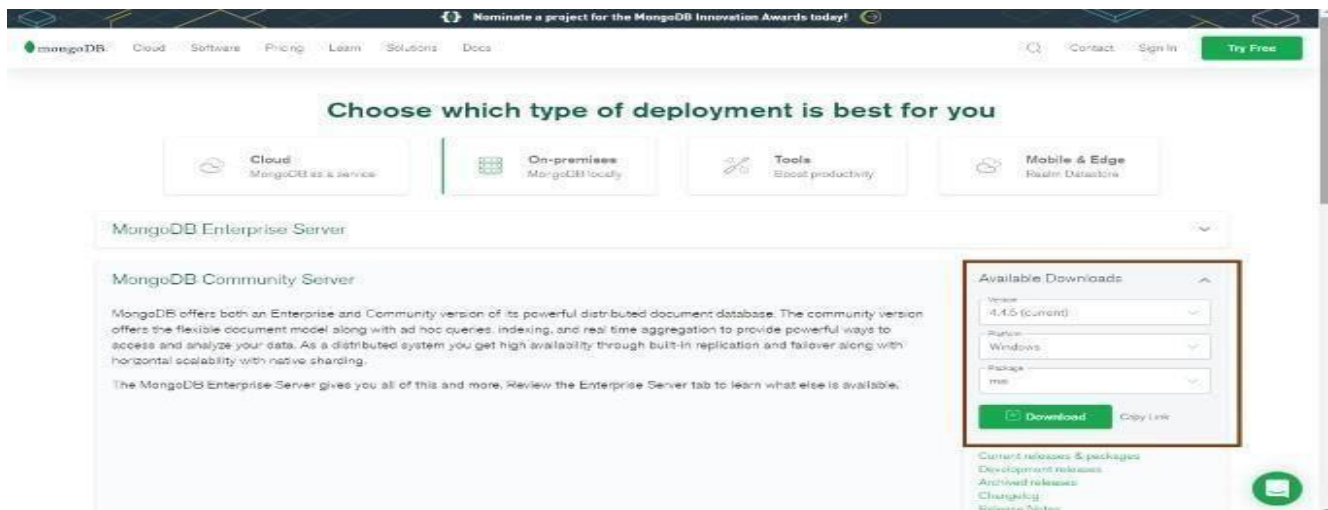 Nominate a project for the MongoDB Innovation Awards today!
mongoDB. Cloud Software Pricing Learn Solutions Docs Contact Sign In Try Free
Choose which type of deployment is best for you
Cloud
MongoDB as a service
On-premises
MongoDB locally
Tools
Boost productivity
Mobile & Edge
Realm Datastore
MongoDB Enterprise Server
MongoDB Community Server
MongoDB offers both an Enterprise and Community version of its powerful distributed document database. The community version
offers the flexible document model along with ad hoc queries, indexing, and real time aggregation to provide powerful ways to
access and analyze your data. As a distributed system you get high availability through built-in replication and failover along with
horizontal scalability with native sharding.
The MongoDB Enterprise Server gives you all of this and more. Review the Enterprise Server tab to learn what else is available.
Available Downloads
Version
4.4.5 (current)
Platform
Windows
Package
msi
Download Copy Link
Current releases & packages
Development releases
Archived releases
Changelog
Release Notes